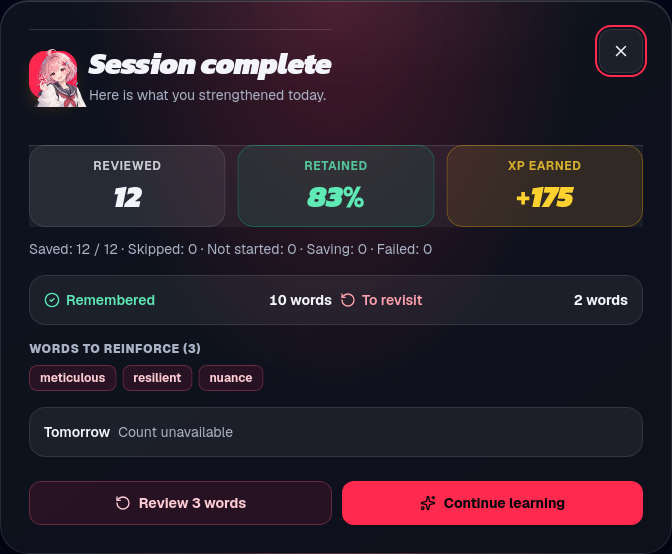 Session complete
Here is what you strengthened today.
REVIEWED
12
RETAINED
83%
XP EARNED
+175
Saved: 12 / 12 · Skipped: 0 · Not started: 0 · Saving: 0 · Failed: 0
Remembered 10 words To revisit 2 words
WORDS TO REINFORCE (3)
meticulous resilient nuance
Tomorrow Count unavailable
Review 3 words Continue learning